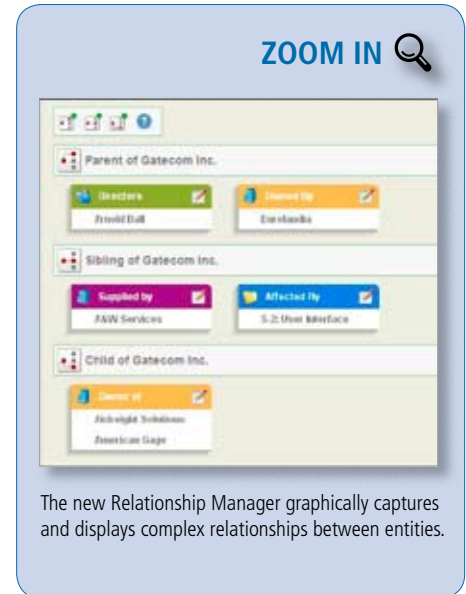 ZOOM IN
Parent of Gatecom Inc.
Directors
Owned By
Arnold Ball
Sibling of Gatecom Inc.
Supplied by
Affected By
A&W Services
5.2: User Interface
Child of Gatecom Inc.
Owner of
American Gage
The new Relationship Manager graphically captures
and displays complex relationships between entities.